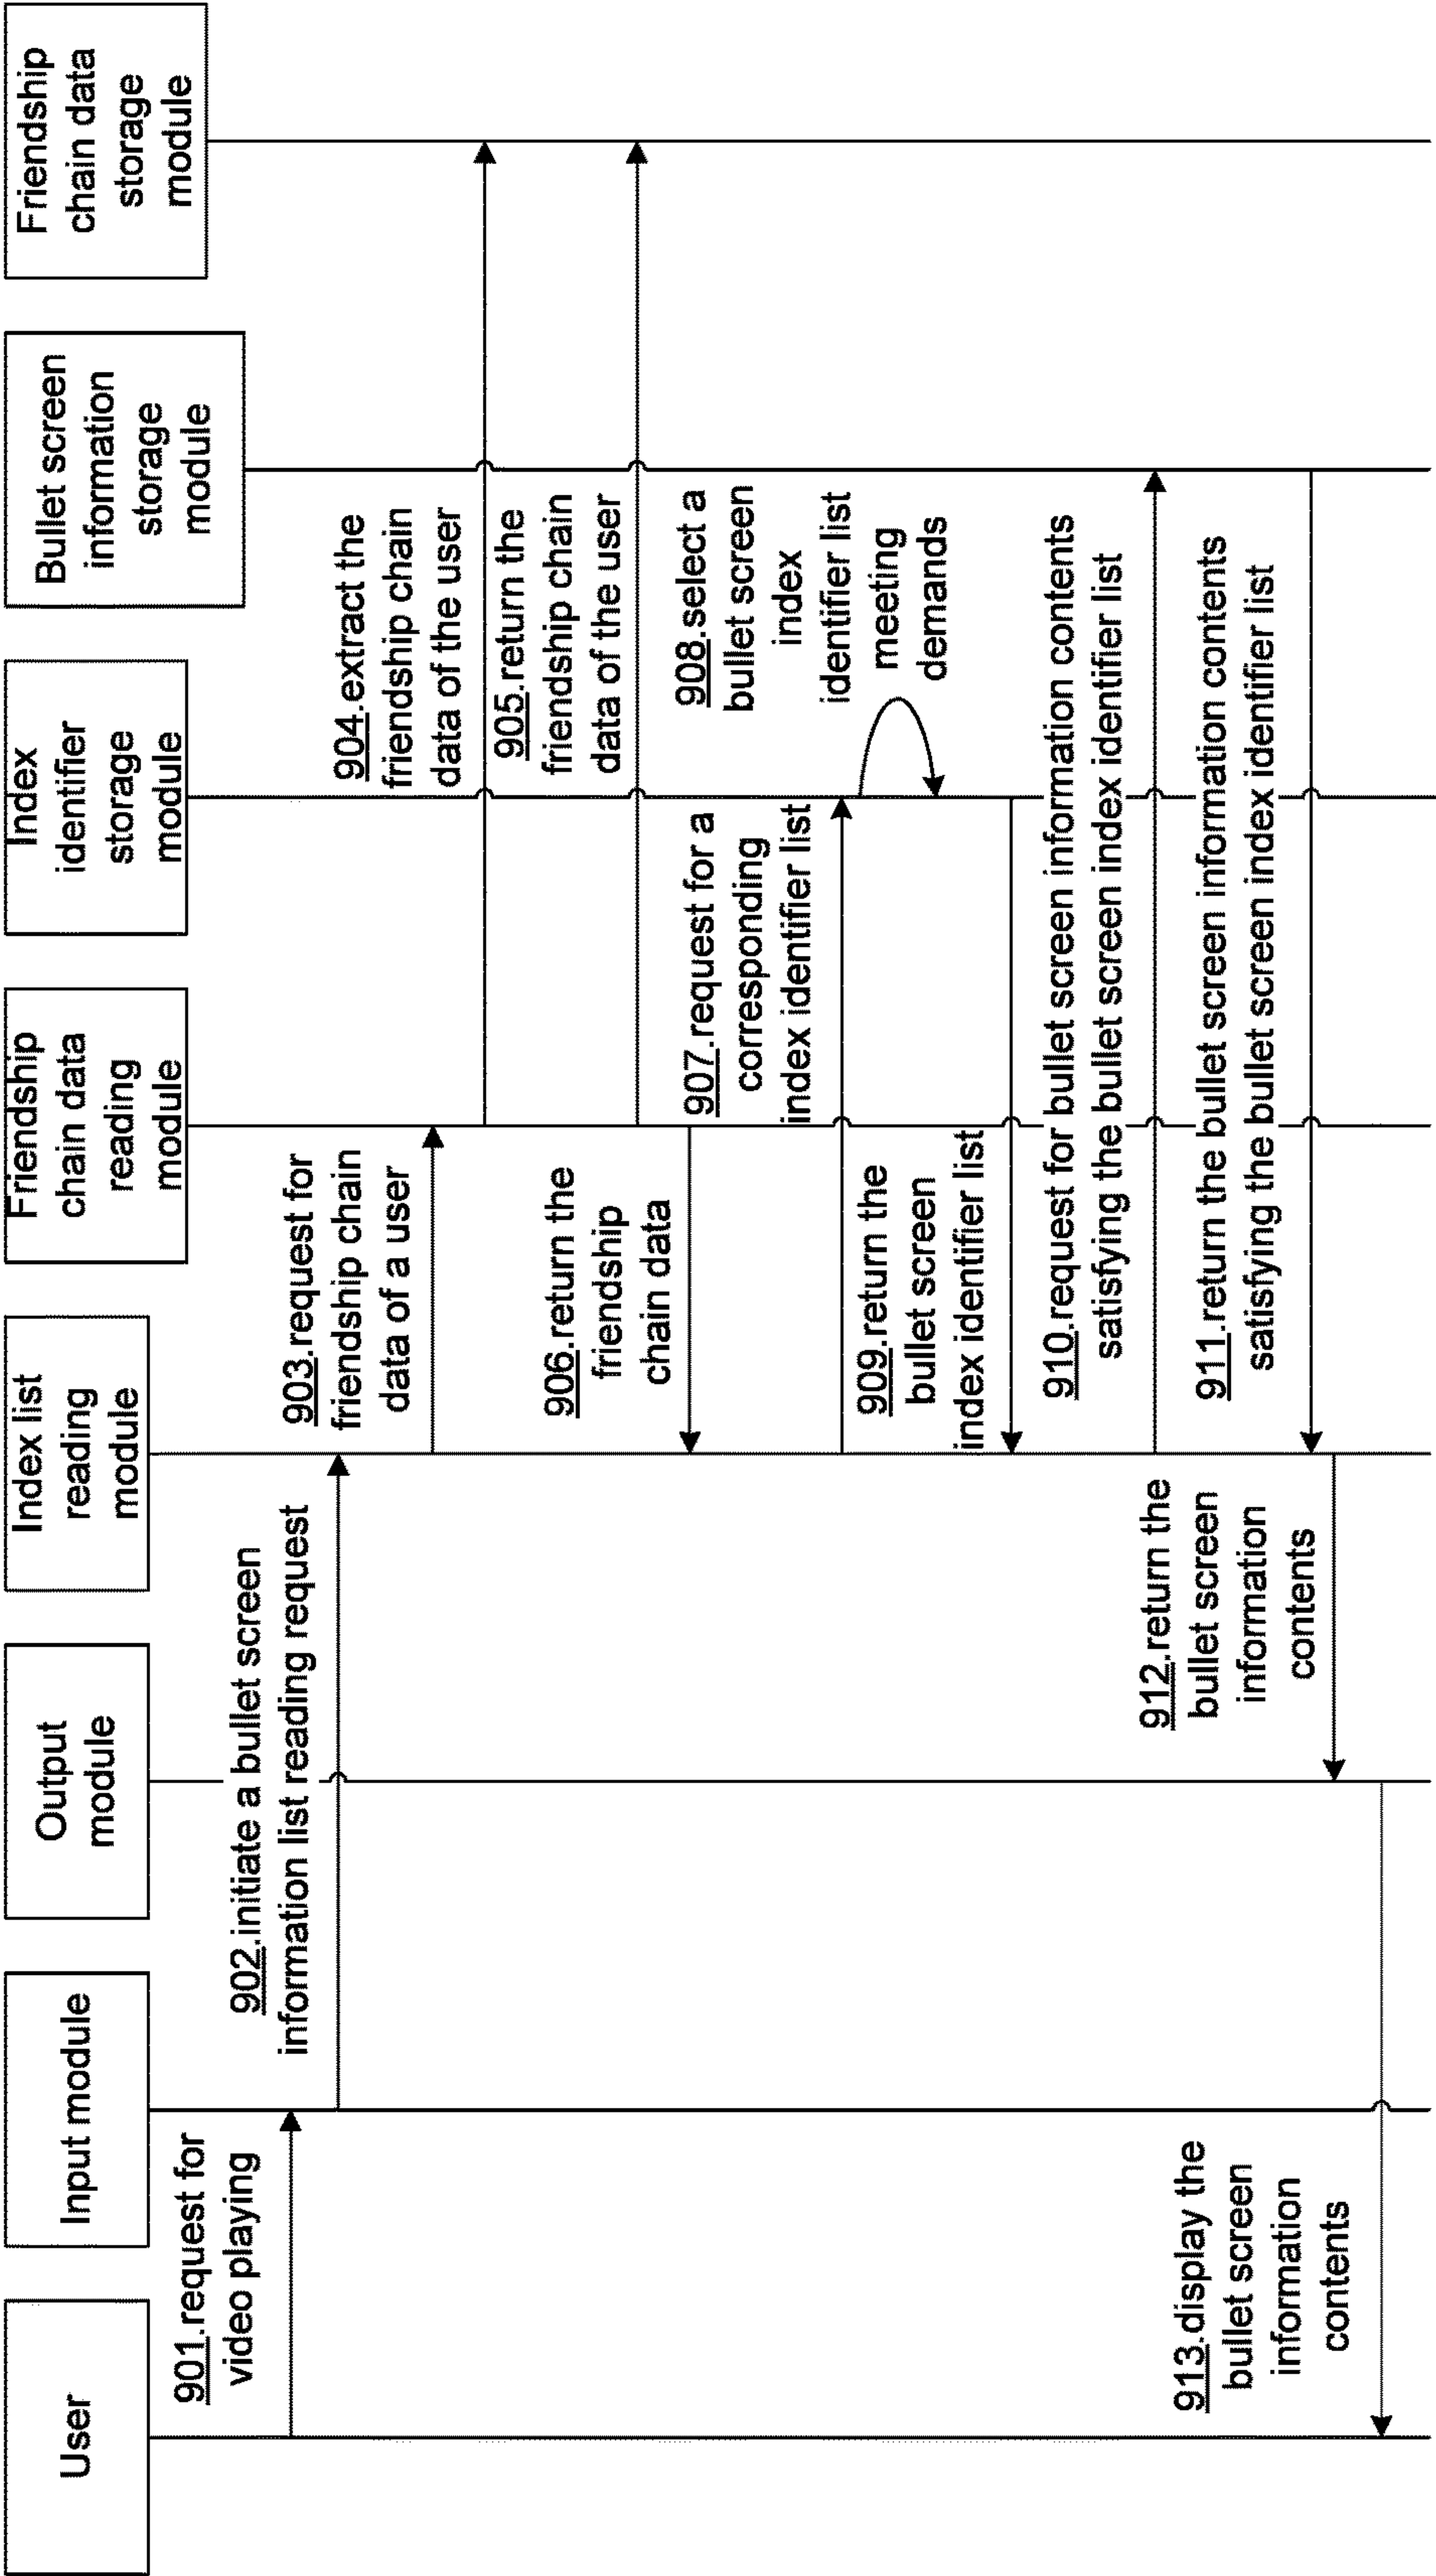 User
Input module
Output
module
Index list
reading
module
Friendship
chain data
reading
module
Index
identifier
storage
module
Bullet screen
information
storage
module
Friendship
chain data
storage
module
901.request for
video playing
902.initiate a bullet screen
information list reading request
903.request for
friendship chain
data of a user
904.extract the
friendship chain
data of the user
905.return the
friendship chain
data of the user
906.return the
friendship
chain data
907.request for a
corresponding
index identifier list
908.select a
bullet screen
index
identifier list
meeting
demands
909.return the
bullet screen
index identifier list
910.request for bullet screen information contents
satisfying the bullet screen index identifier list
911.return the bullet screen information contents
satisfying the bullet screen index identifier list
912.return the
bullet screen
information
contents
913.display the
bullet screen
information
contents